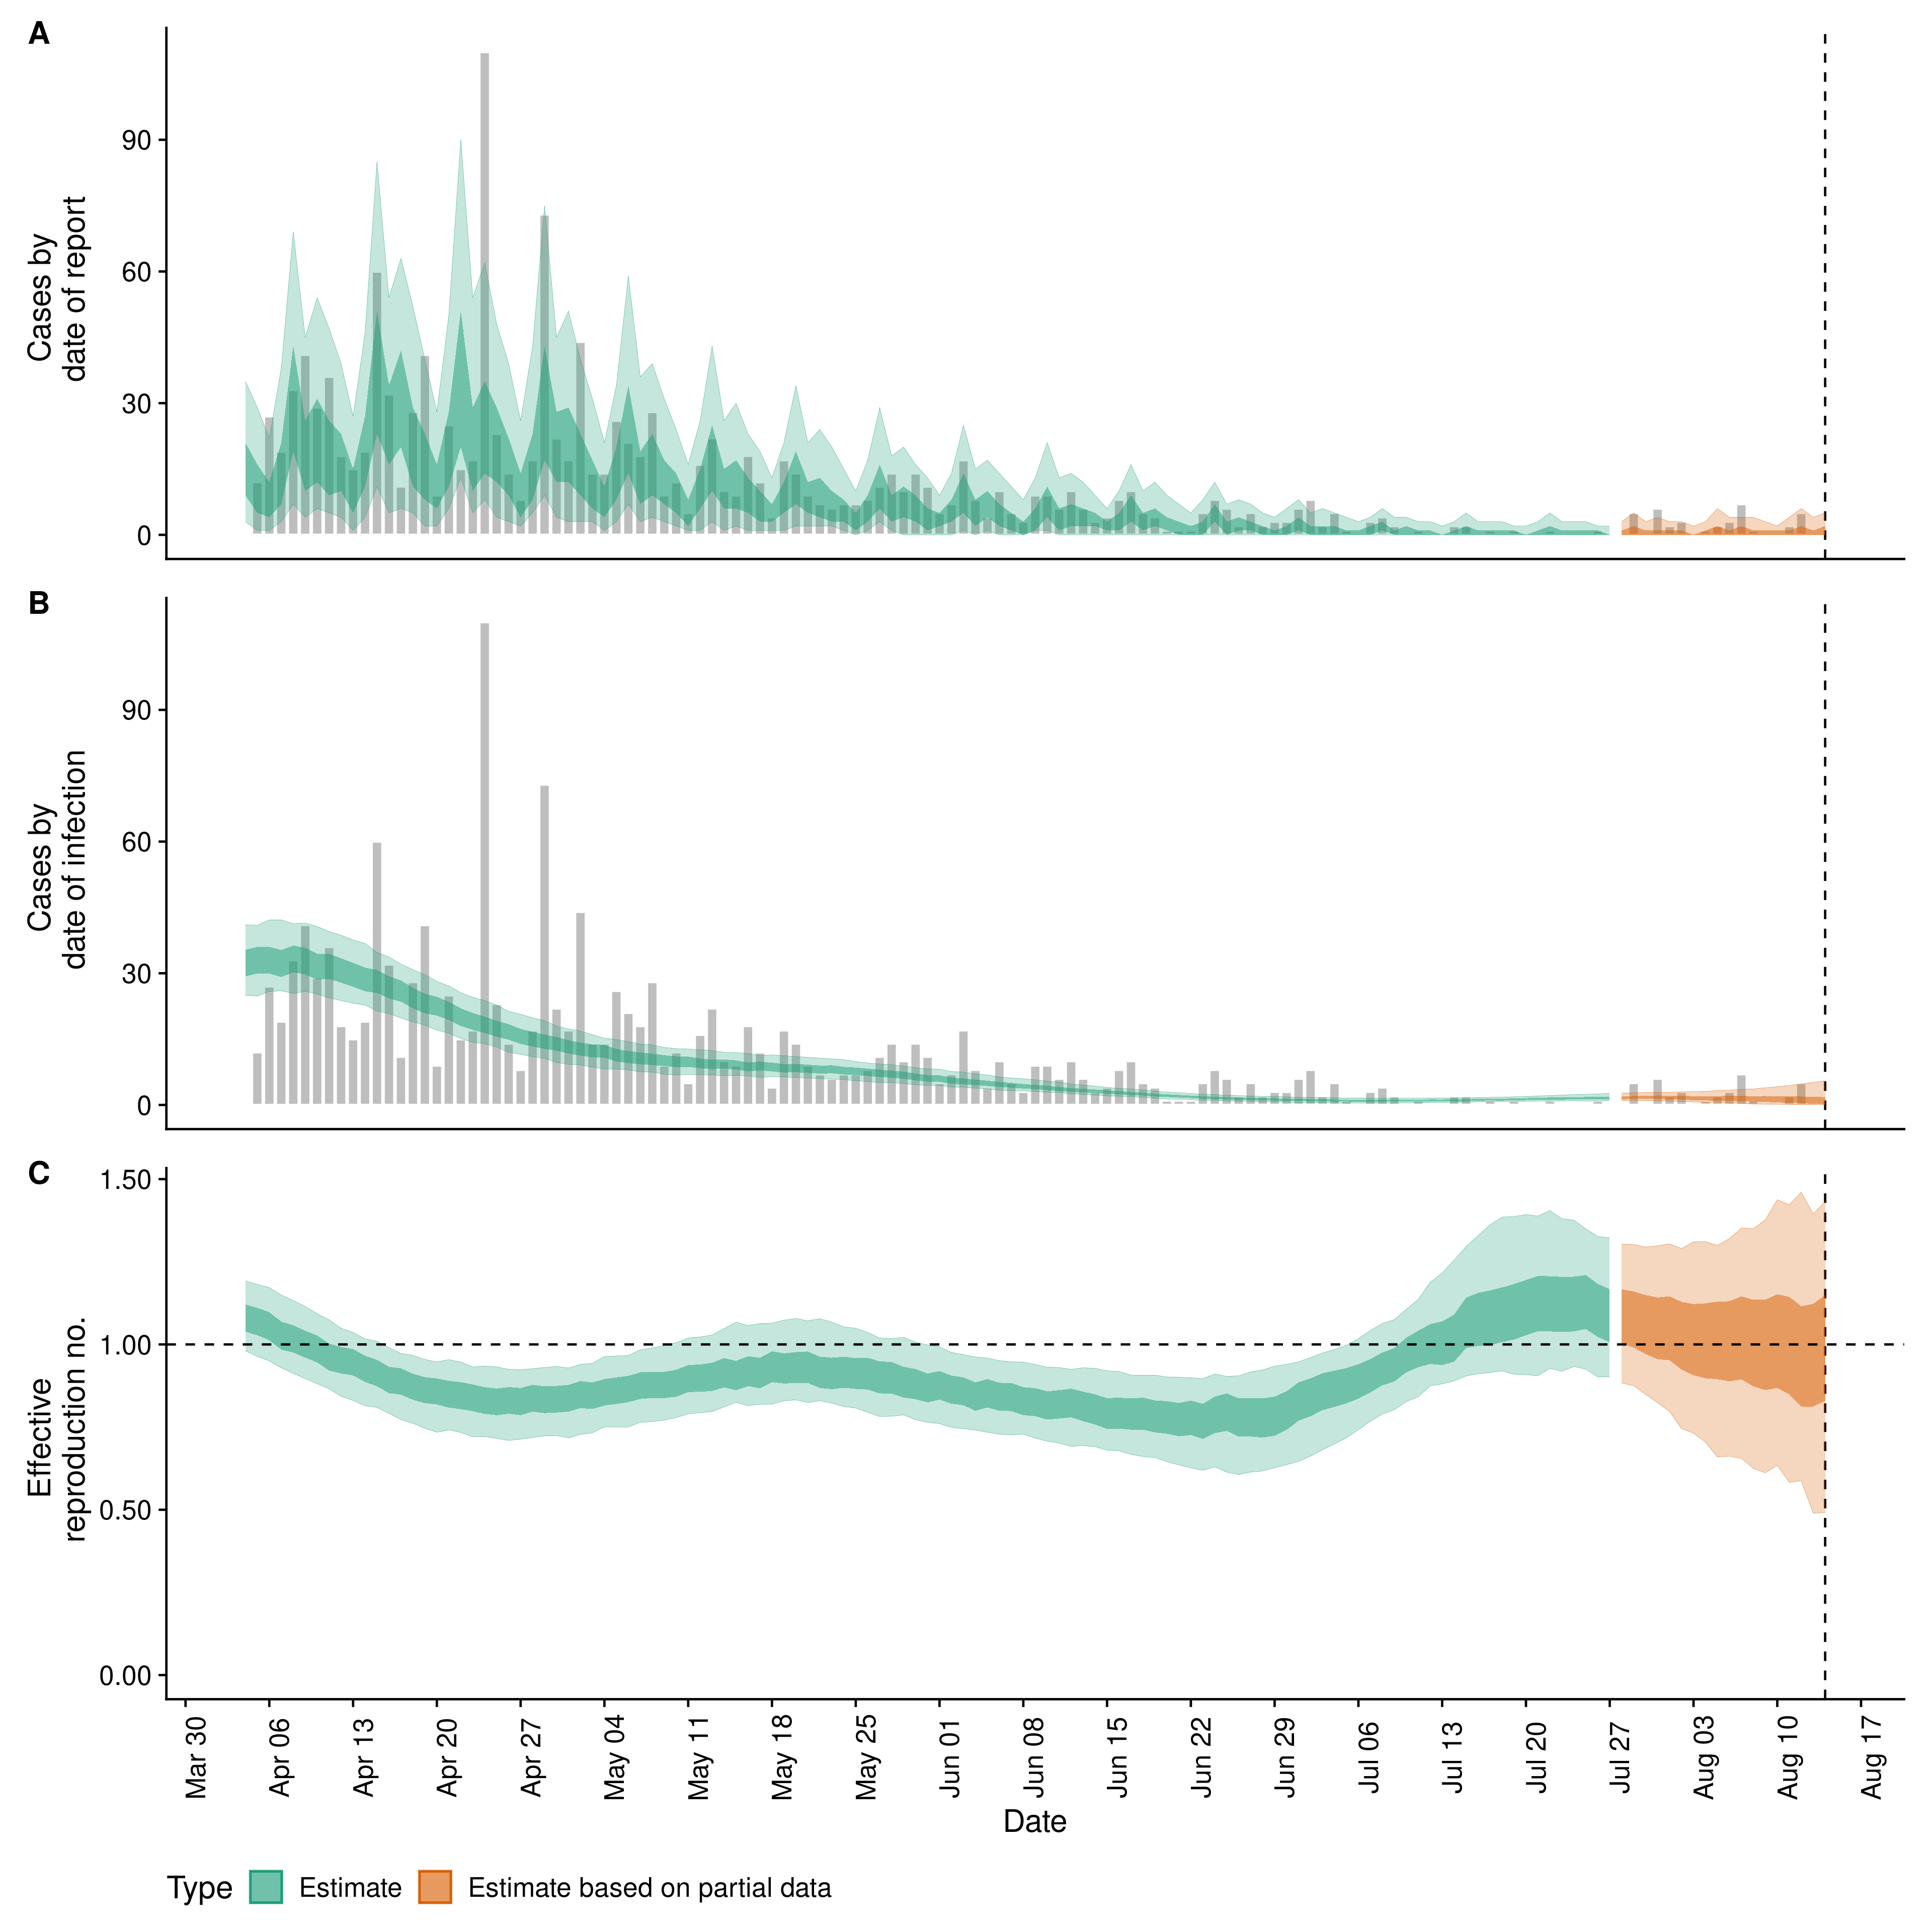 A
Cases by
date of report
90
60
30
0
B
Cases by
date of infection
90
60
30
0
C
Effective
reproduction no.
1.50
1.00
0.50
0.00
Mar 30
Apr 06
Apr 13
Apr 20
Apr 27
May 04
May 11
May 18
May 25
Jun 01
Jun 08
Jun 15
Jun 22
Jun 29
Jul 06
Jul 13
Jul 20
Jul 27
Aug 03
Aug 10
Aug 17
Date
Type
Estimate
Estimate based on partial data